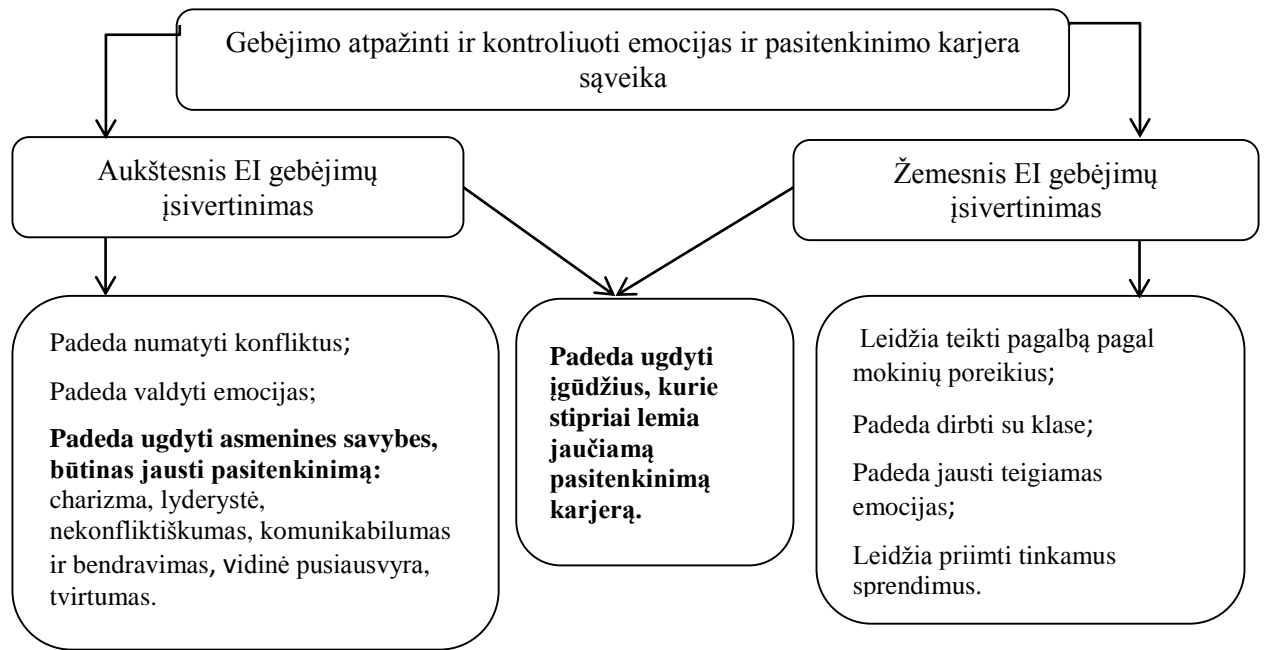 Gebėjimo atpažinti ir kontroliuoti emocijas ir pasitenkinimo karjera
sąveika
Aukštesnis EI gebėjimų
įsivertinimas
Žemesnis EI gebėjimų
įsivertinimas
Padeda numatyti konfliktus;
Padeda valdyti emocijas;
Padeda ugdyti asmenines savybes,
būtinas jausti pasitenkinimą:
charizma, lyderystė,
nekonfliktiškumas, komunikabilumas
ir bendravimas, vidinė pusiausvyra,
tvirtumas.
Padeda ugdyti
įgūdžius, kurie
stipriai lemia
jaučiamą
pasitenkinimą
karjerą.
Leidžia teikti pagalbą pagal
mokinių poreikius;
Padeda dirbti su klase;
Padeda jausti teigiamas
emocijas;
Leidžia priimti tinkamus
sprendimus.